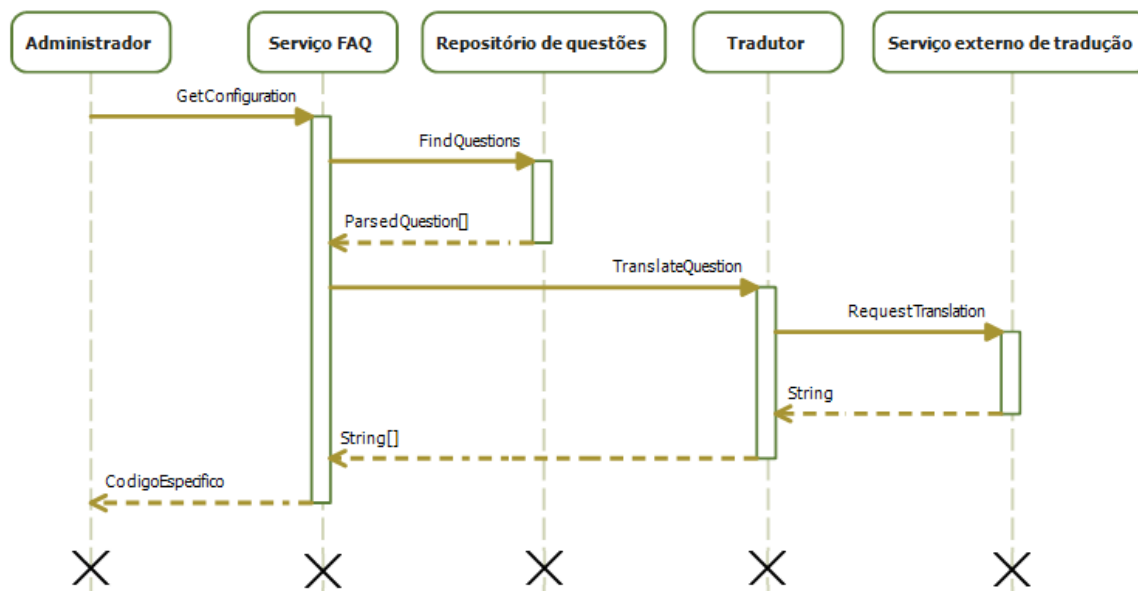 Administrador
Serviço FAQ
Repositório de questões
Tradutor
Serviço externo de tradução
GetConfiguration
FindQuestions
ParsedQuestion[]
TranslateQuestion
RequestTranslation
String
String[]
CodigoEspecifico